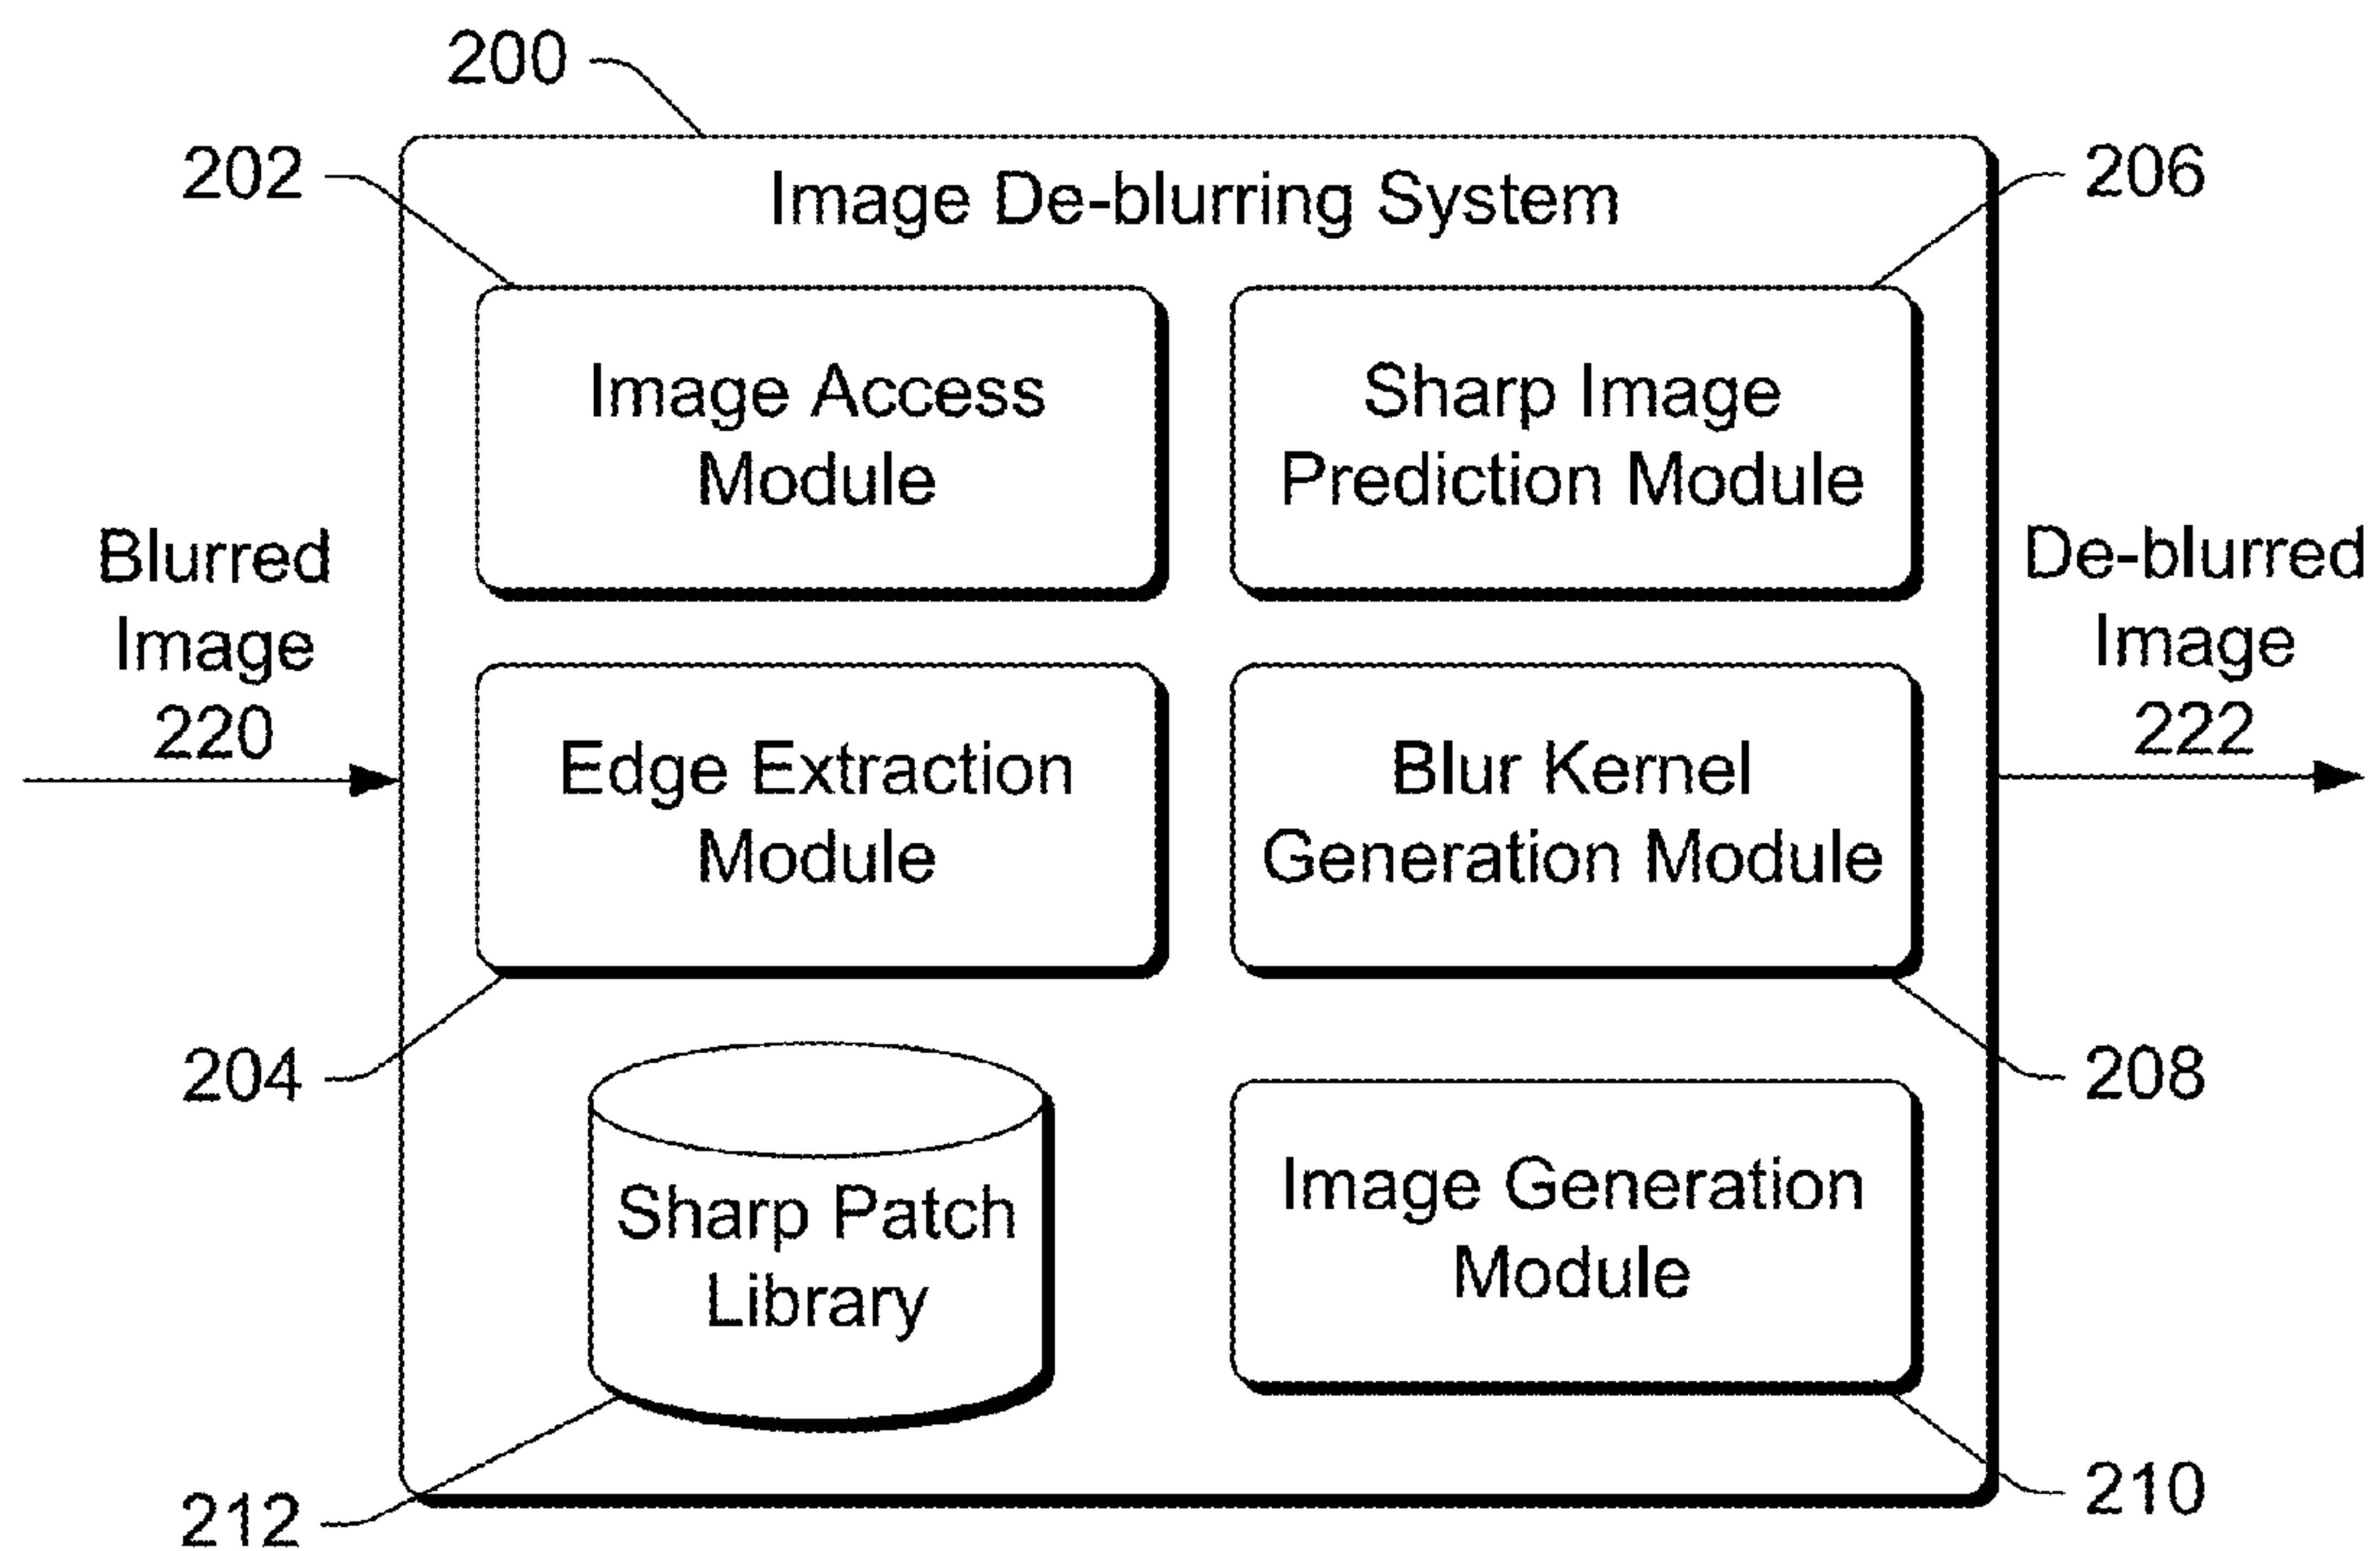 200
202
206
Image De-blurring System
Image Access
Module
Sharp Image
Prediction Module
Blurred
Image
220
De-blurred
Image
222
Edge Extraction
Module
Blur Kernel
Generation Module
204
208
Sharp Patch
Library
Image Generation
Module
212
210